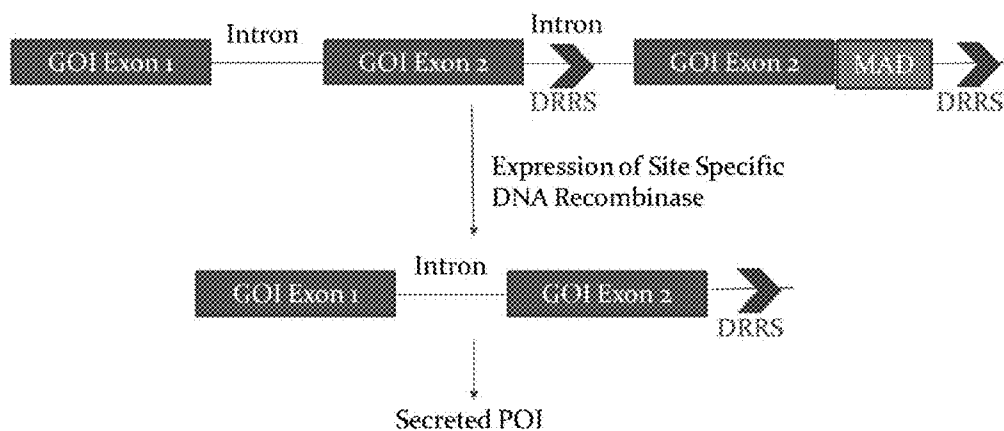 Intron
Intron
GOI Exon 1
GOI Exon 2
GOI Exon 2
MAD
DRRS
DRRS
Expression of Site Specific
DNA Recombinase
Intron
GOI Exon 1
GOI Exon 2
DRRS
Secreted POI